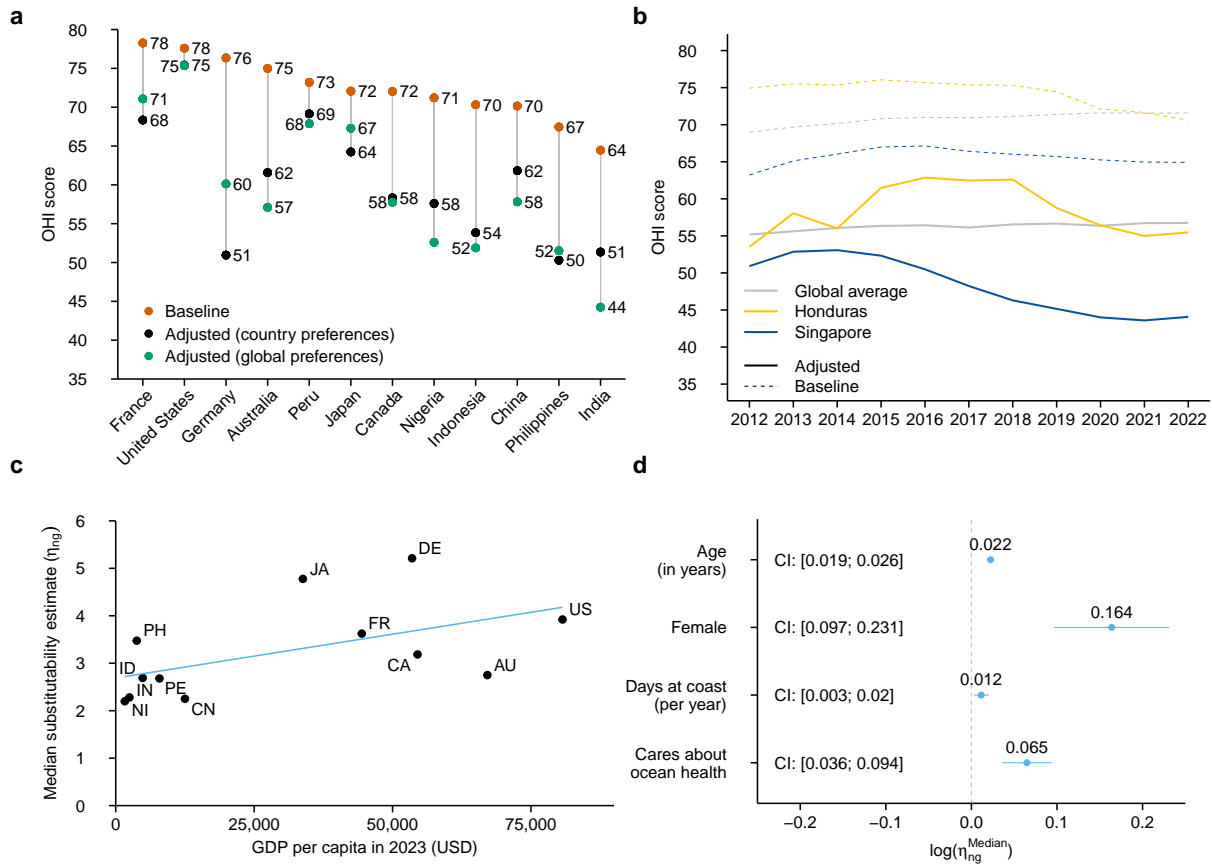 a
OHI score
80
75
70
65
60
55
50
45
40
35
78
71
68
78
75
75
76
60
51
75
62
57
73
69
68
72
67
64
72
58
58
71
58
52
70
54
70
62
58
67
52
50
64
51
44
Baseline
Adjusted (country preferences)
Adjusted (global preferences)
France
United States
Germany
Australia
Peru
Japan
Canada
Nigeria
Indonesia
China
Philippines
India
b
OHI score
80
75
70
65
60
55
50
45
40
35
Global average
Honduras
Singapore
Adjusted
Baseline
2012 2013 2014 2015 2016 2017 2018 2019 2020 2021 2022
c
Median substitutability estimate (ηng)
6
5
4
3
2
1
0
DE
JA
US
FR
PH
CA
AU
ID
IN
PE
NI
CN
0 25,000 50,000 75,000
GDP per capita in 2023 (USD)
d
Age
(in years)
CI: [0.019; 0.026]
0.022
Female
CI: [0.097; 0.231]
0.164
Days at coast
(per year)
CI: [0.003; 0.02]
0.012
Cares about
ocean health
CI: [0.036; 0.094]
0.065
−0.2 −0.1 0.0 0.1 0.2
log(ηng Median)